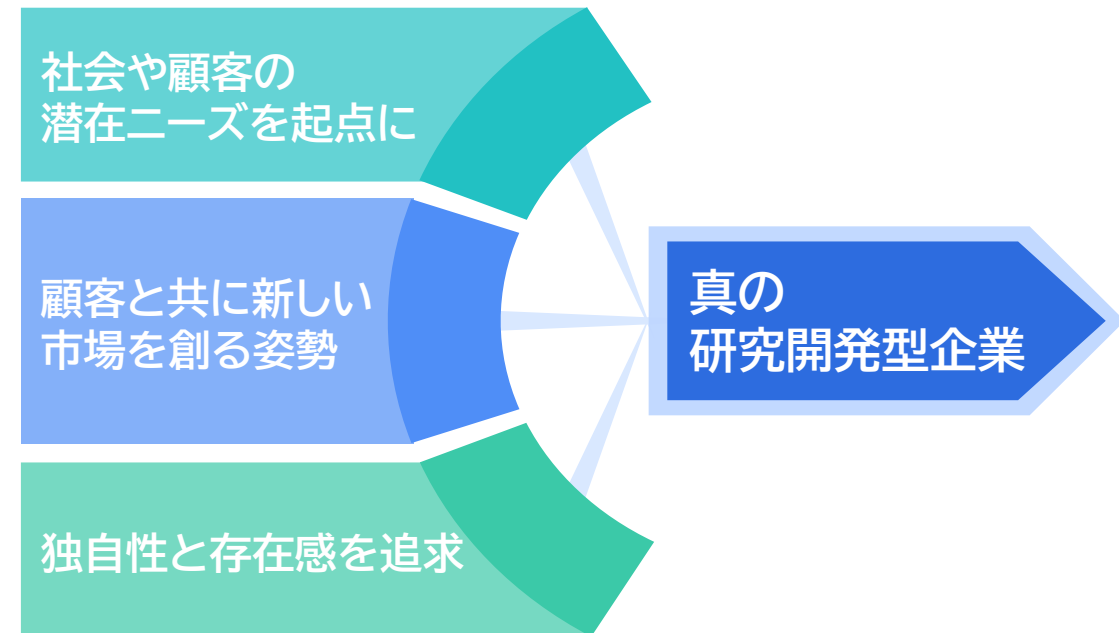 社会や顧客の
潜在ニーズを起点に
顧客と共に新しい
市場を創る姿勢
独自性と存在感を追求
真の
研究開発型企業